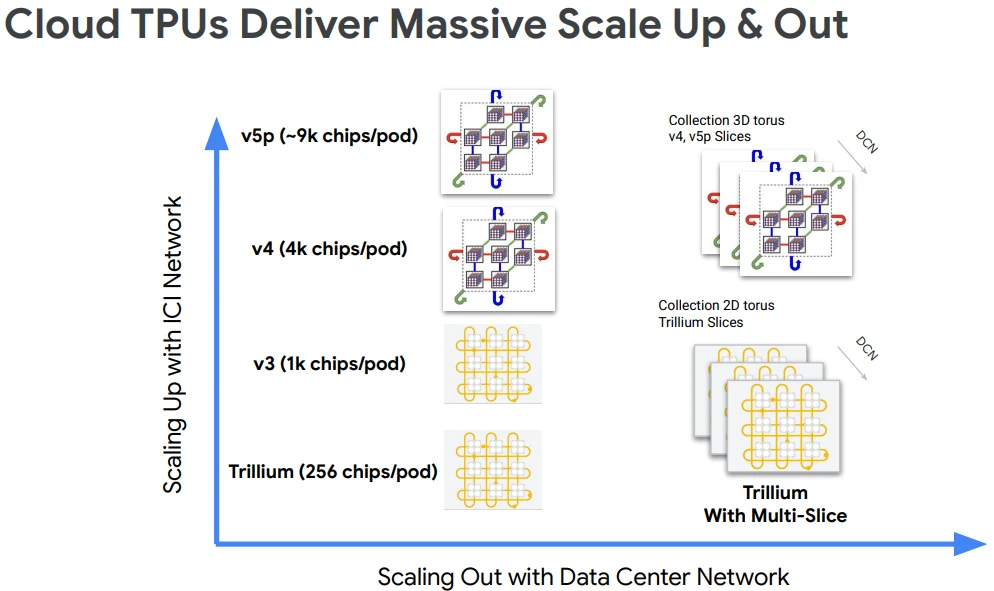 Cloud TPUs Deliver Massive Scale Up & Out
v5p (~9k chips/pod)
v4 (4k chips/pod)
v3 (1k chips/pod)
Trillium (256 chips/pod)
Scaling Up with ICI Network
Collection 3D torus
v4, v5p Slices
DCN
Collection 2D torus
Trillium Slices
DCN
Trillium
With Multi-Slice
Scaling Out with Data Center Network